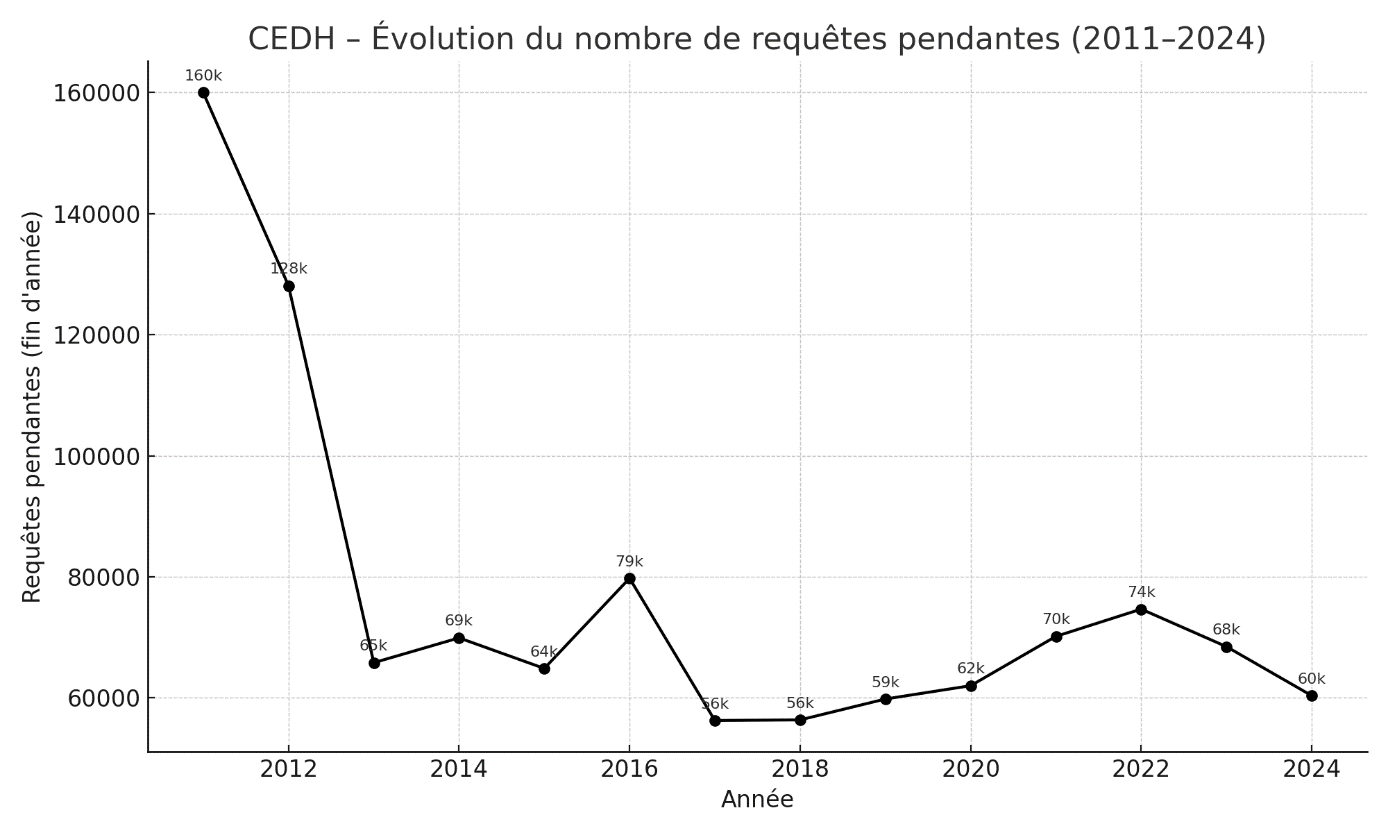 CEDH – Évolution du nombre de requêtes pendantes (2011–2024)
160k
160000
140000
128k
120000
100000
80000
60000
Requêtes pendantes (fin d'année)
65k
69k
64k
79k
56k
56k
59k
62k
70k
74k
68k
60k
2012 2014 2016 2018 2020 2022 2024
Année